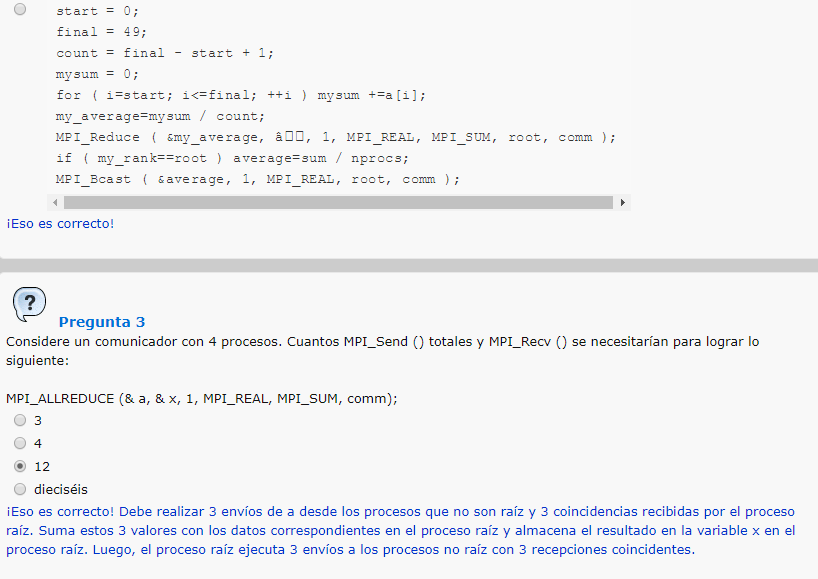 start = 0;
final = 49;
count = final - start + 1;
mysum = 0;
for ( i=start; i<=final; ++i ) mysum +=a[i];
my_average=mysum / count;
MPI_Reduce ( &my_average, â□□, 1, MPI_REAL, MPI_SUM, root, comm );
if ( my_rank==root ) average=sum / nprocs;
MPI_Bcast ( &average, 1, MPI_REAL, root, comm );
¡Eso es correcto!
?
Pregunta 3
Considere un comunicador con 4 procesos. Cuantos MPI_Send () totales y MPI_Recv () se necesitarían para lograr lo
siguiente:
MPI_ALLREDUCE (& a, & x, 1, MPI_REAL, MPI_SUM, comm);
3
4
12
dieciséis
¡Eso es correcto! Debe realizar 3 envíos de a desde los procesos que no son raíz y 3 coincidencias recibidas por el proceso
raíz. Suma estos 3 valores con los datos correspondientes en el proceso raíz y almacena el resultado en la variable x en el
proceso raíz. Luego, el proceso raíz ejecuta 3 envíos a los procesos no raíz con 3 recepciones coincidentes.